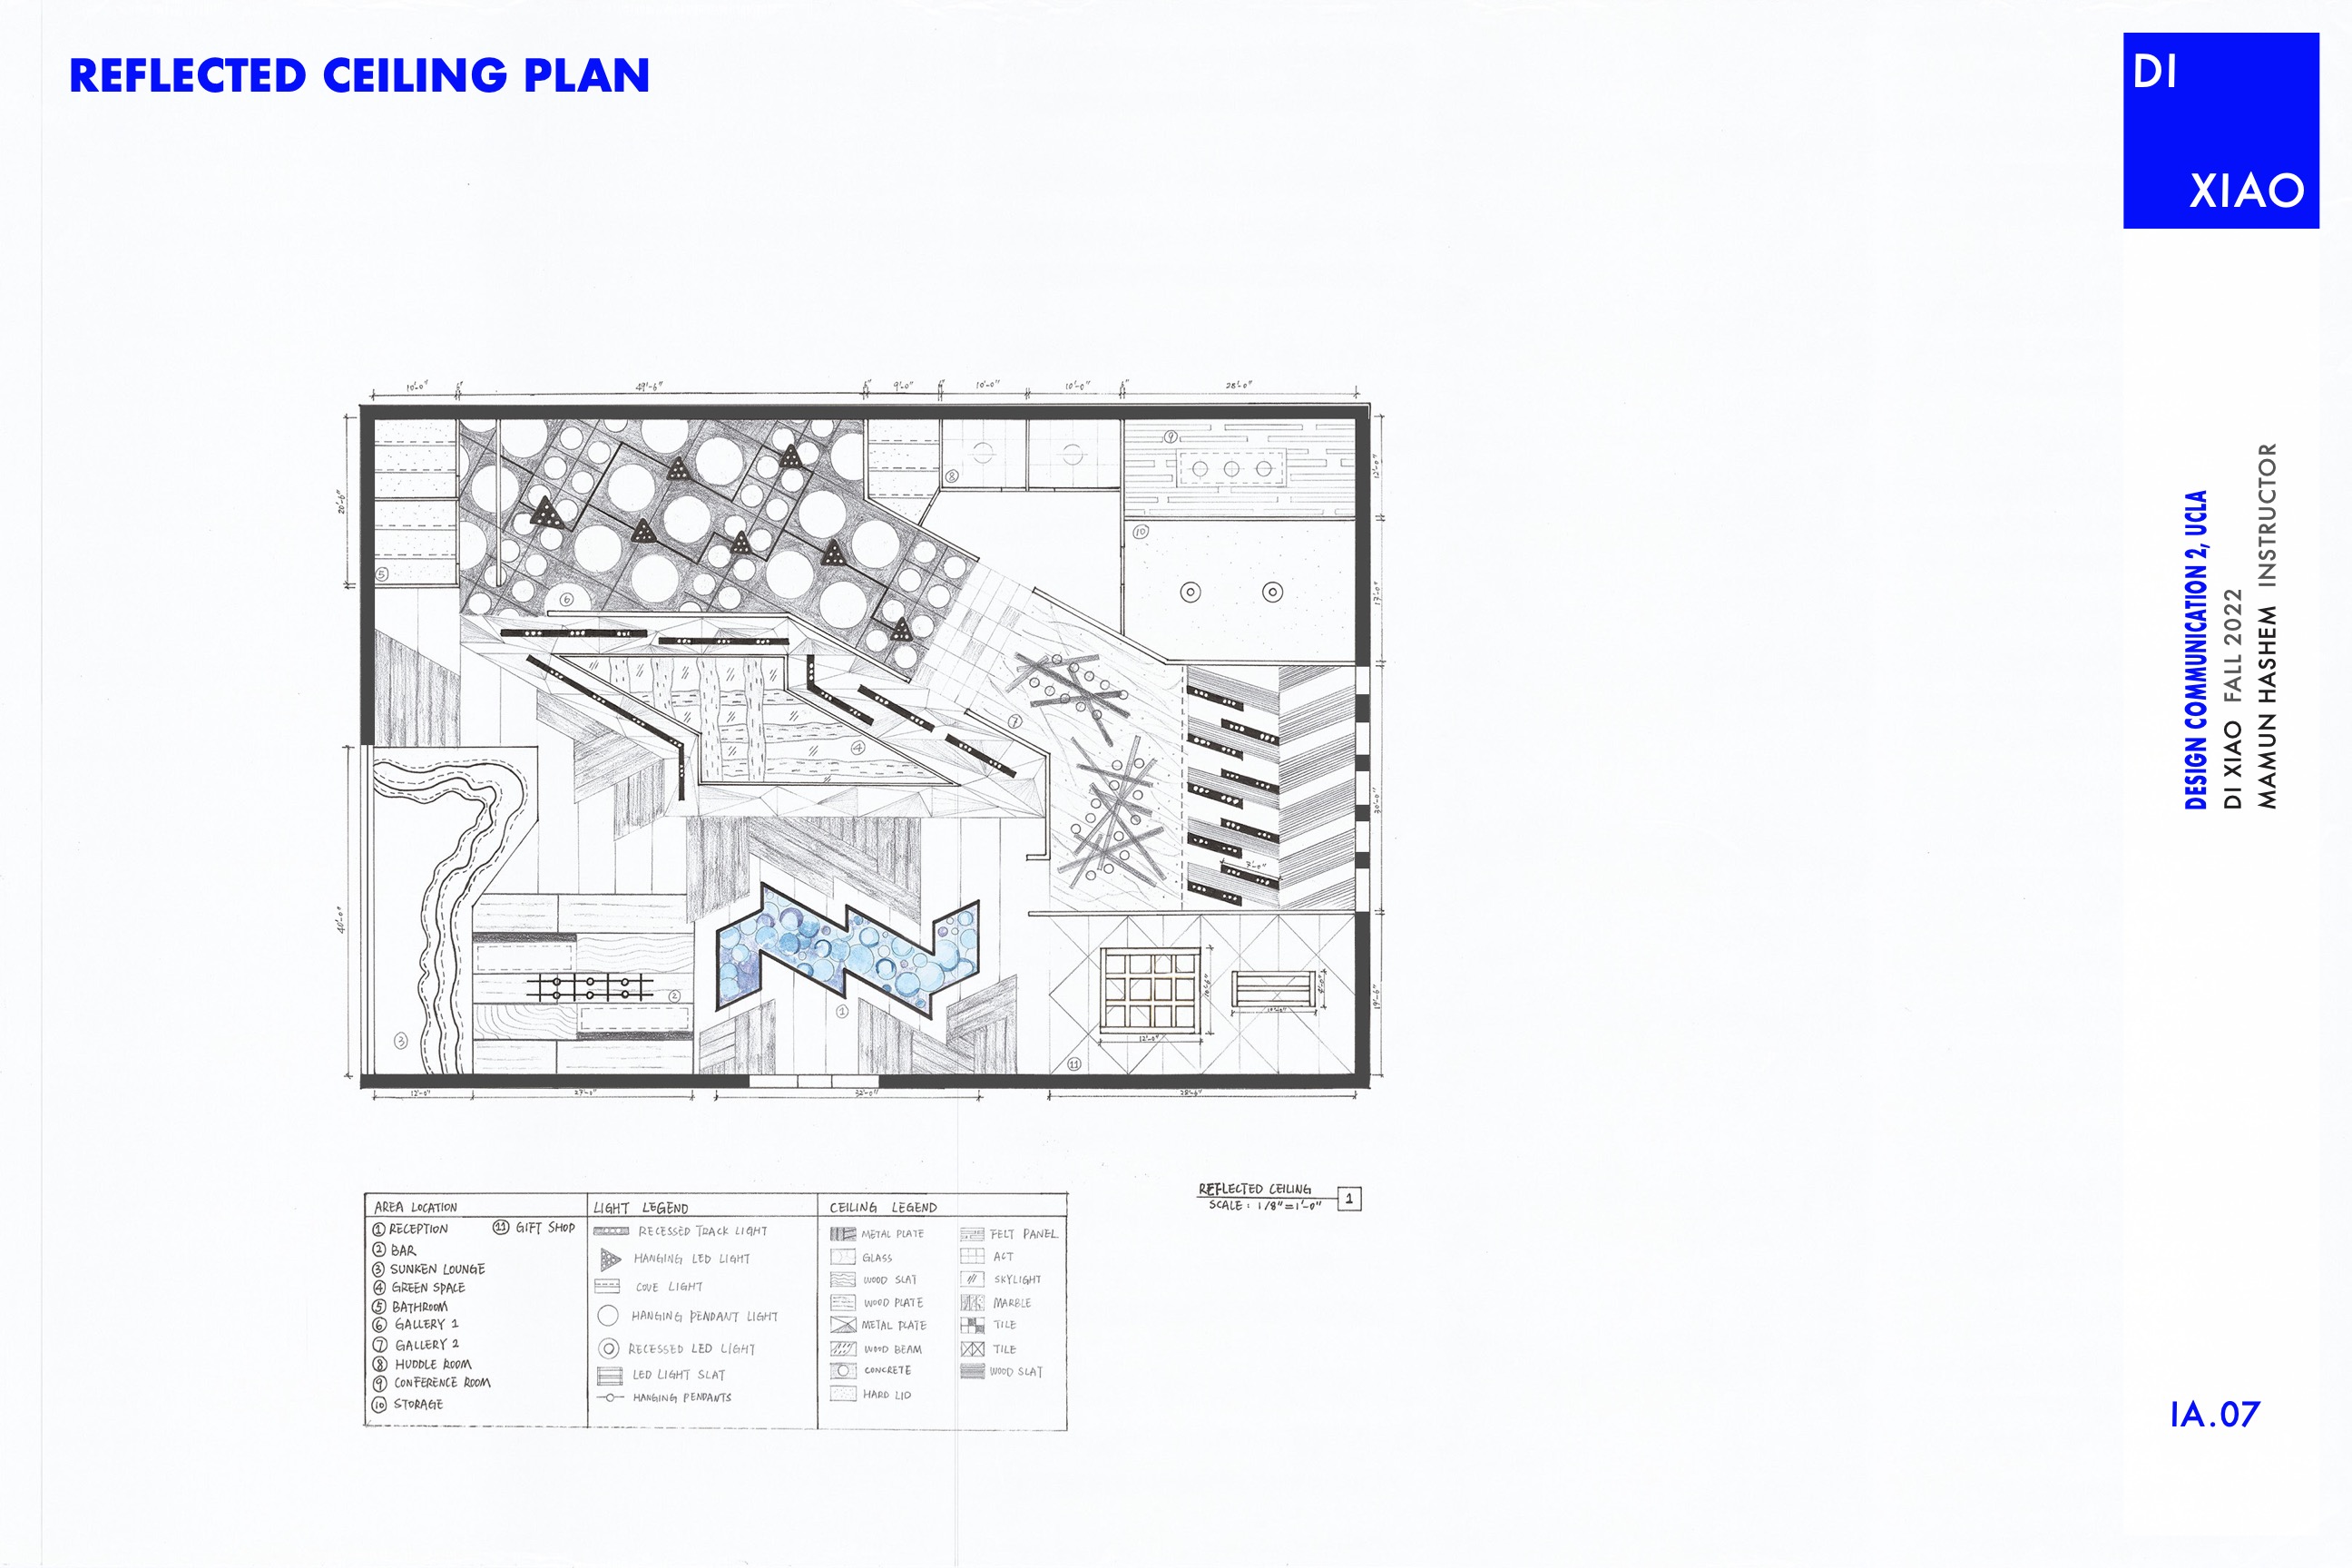 REFLECTED CEILING PLAN
DI
XIAO
10'-0"
6"
49'-6"
6"
9'-0"
6"
10'-0"
10'-0"
6"
28'-0"
20'-6"
40'-0"
12'-0"
17'-0"
30'-0"
19'-6"
9
8
10
5
6
7
4
7'-0"
2
1
3
11
10'-6"
12'-0"
12'-0"
27'-0"
32'-0"
28'-6"
REFLECTED CEILING
SCALE: 1/8"=1'-0"
1
AREA LOCATION
1 RECEPTION
11 GIFT SHOP
2 BAR
3 SUNKEN LOUNGE
4 GREEN SPACE
5 BATHROOM
6 GALLERY 1
7 GALLERY 2
8 HUDDLE ROOM
9 CONFERENCE ROOM
10 STORAGE
LIGHT LEGEND
RECESSED TRACK LIGHT
HANGING LED LIGHT
COVE LIGHT
HANGING PENDANT LIGHT
RECESSED LED LIGHT
LED LIGHT SLAT
HANGING PENDANTS
CEILING LEGEND
METAL PLATE
GLASS
WOOD SLAT
WOOD PLATE
METAL PLATE
WOOD BEAM
CONCRETE
HARD LID
FELT PANEL
ACT
SKYLIGHT
MARBLE
TILE
TILE
WOOD SLAT
DESIGN COMMUNICATION 2, UCLA
DI XIAO FALL 2022
MAMUN HASHEM INSTRUCTOR
IA.07